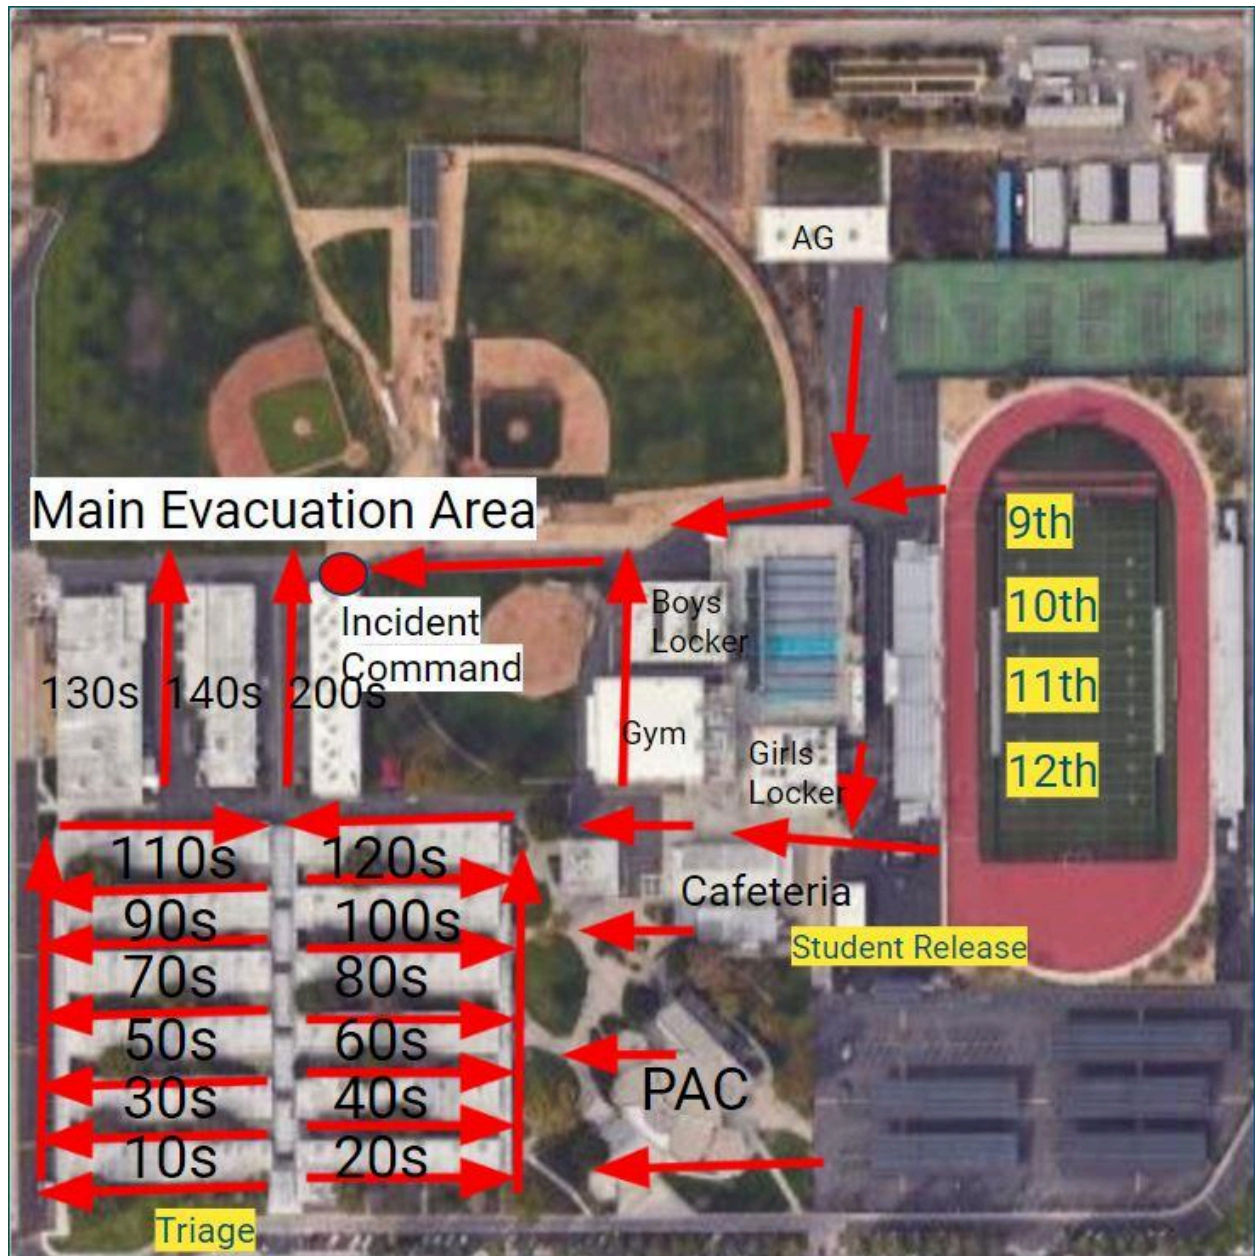 AG
Main Evacuation Area
9th
10th
11th
12th
Incident
Command
Boys
Locker
130s
140s
200s
Gym
Girls
Locker
110s
120s
90s
100s
Cafeteria
Student Release
70s
80s
50s
60s
30s
40s
PAC
10s
20s
Triage